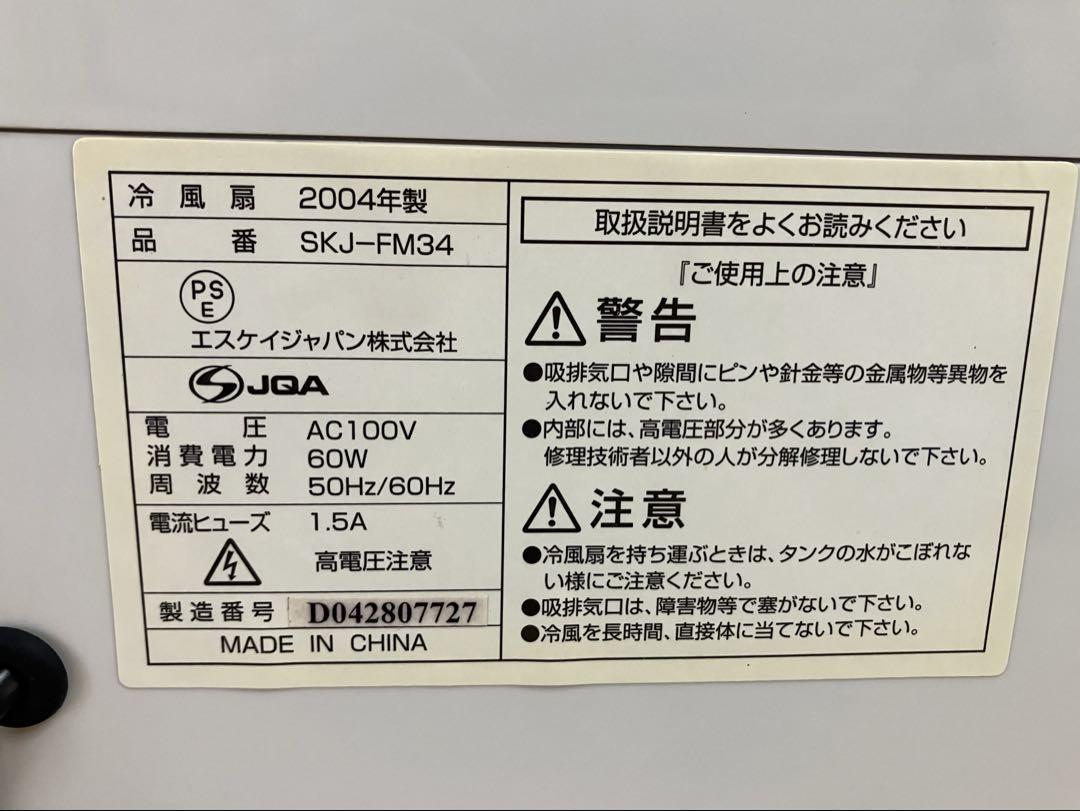 冷風扇 2004年製
品番 SKJ-FM34
PS
E
エスケイジャパン株式会社
JQA
電圧 AC100V
消費電力 60W
周波数 50Hz/60Hz
電流ヒューズ 1.5A
高電圧注意
製造番号 D042807727
MADE IN CHINA
取扱説明書をよくお読みください
『ご使用上の注意』
警告
●吸排気口や隙間にピンや針金等の金属物等異物を
入れないで下さい。
●内部には、高電圧部分が多くあります。
修理技術者以外の人が分解修理しないで下さい。
注意
●冷風扇を持ち運ぶときは、タンクの水がこぼれな
い様にご注意ください。
●吸排気口は、障害物等で塞がないで下さい。
●冷風を長時間、直接体に当てないで下さい。